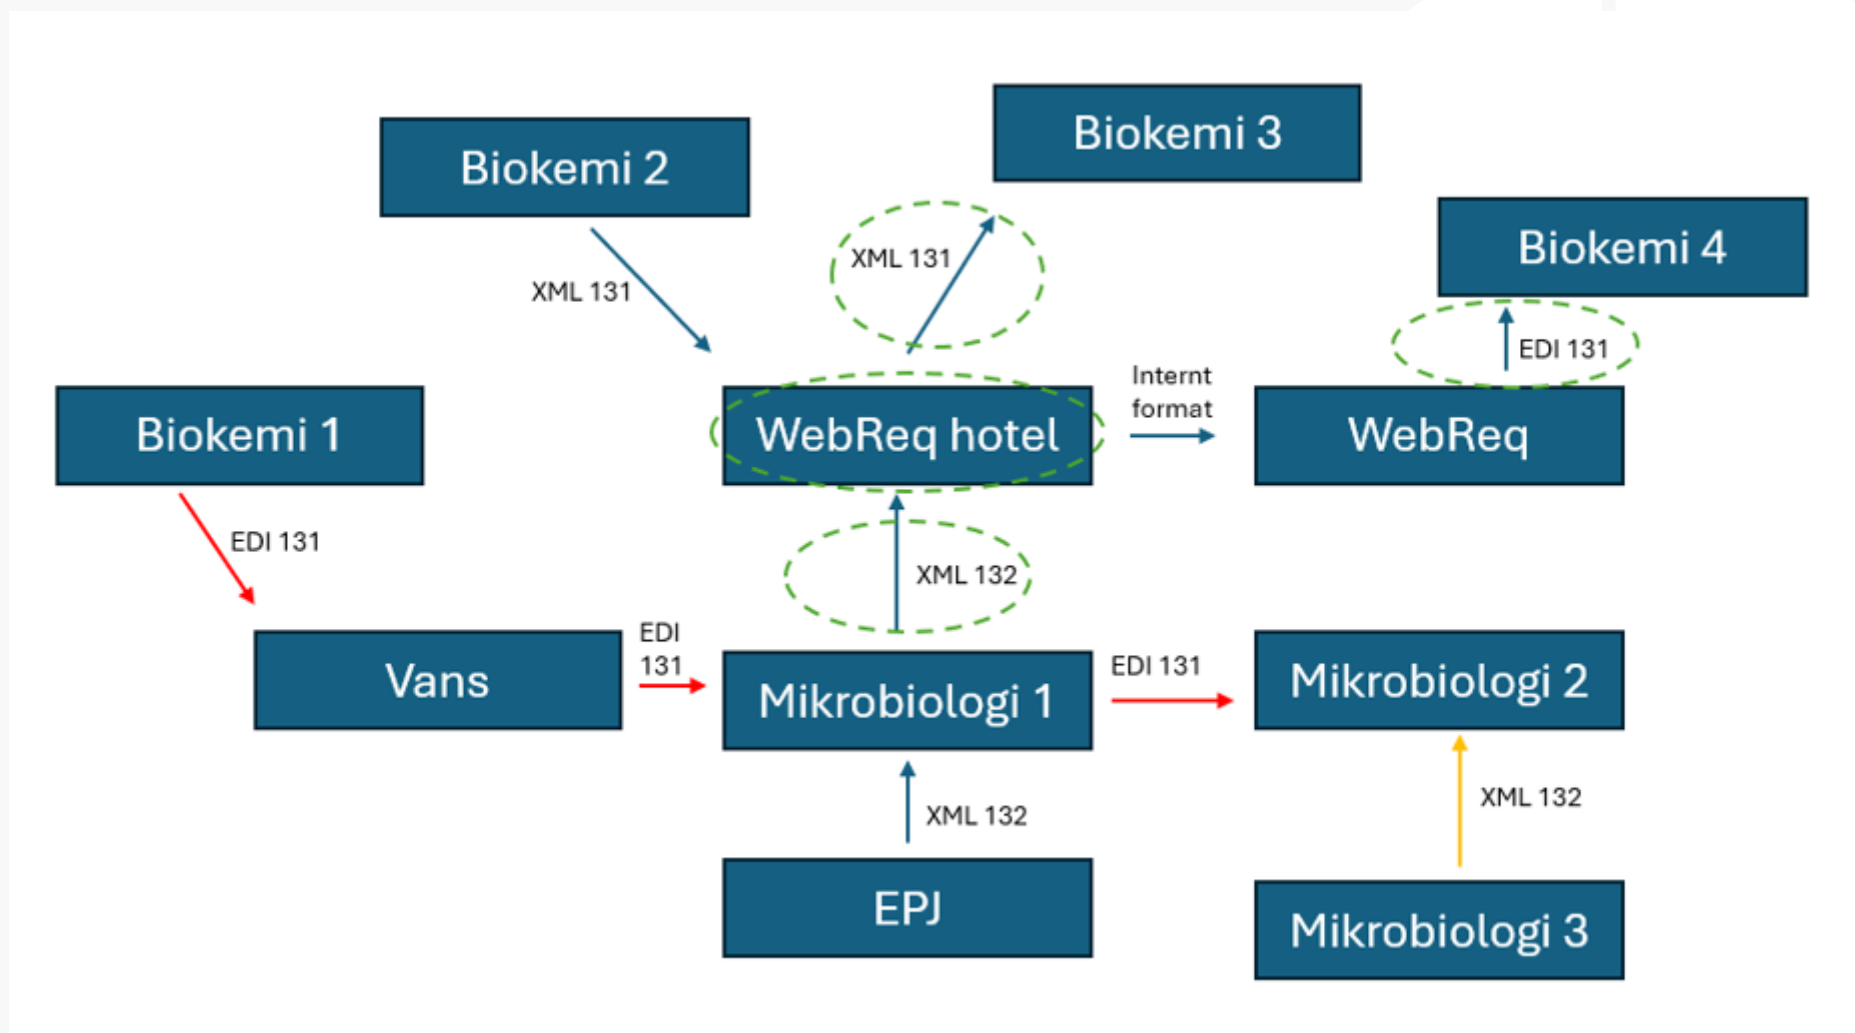 Biokemi 3
Biokemi 2
Biokemi 4
XML 131
XML 131
EDI 131
Internt
format
Biokemi 1
WebReq hotel
WebReq
EDI 131
XML 132
EDI
131
EDI 131
Vans
Mikrobiologi 1
Mikrobiologi 2
XML 132
XML 132
EPJ
Mikrobiologi 3